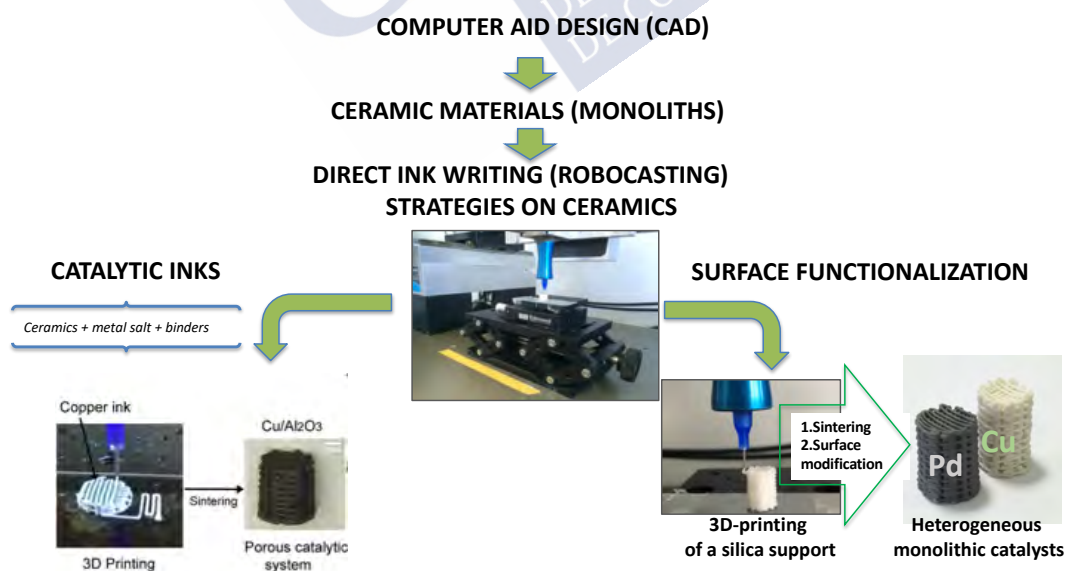 COMPUTER AID DESIGN (CAD)
CERAMIC MATERIALS (MONOLITHS)
DIRECT INK WRITING (ROBOCASTING)
STRATEGIES ON CERAMICS
CATALYTIC INKS
Ceramics + metal salt + binders
Copper ink
Cu/Al2O3
Sintering
3D Printing
Porous catalytic
system
SURFACE FUNCTIONALIZATION
1.Sintering
2.Surface
modification
Pd
Cu
3D-printing
of a silica support
Heterogeneous
monolithic catalysts